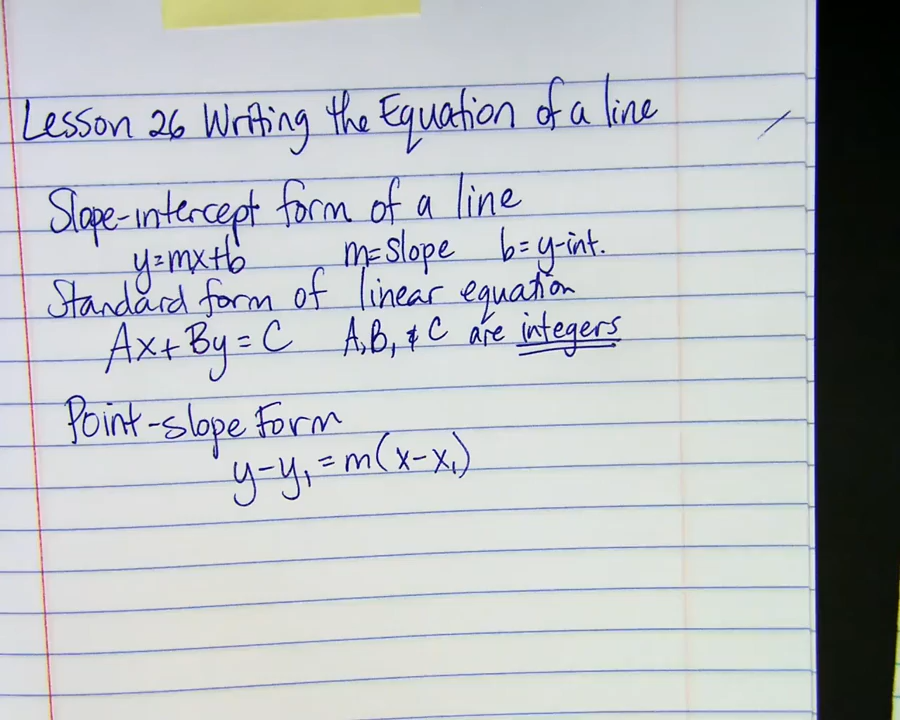 Lesson 26 Writing the Equation of a line
Slope-intercept form of a line
y=mx+b m=slope b=y-int.
Standard form of linear equation
Ax+By=C A,B, & C are integers
Point-slope Form
y-y₁=m(x-x₁)